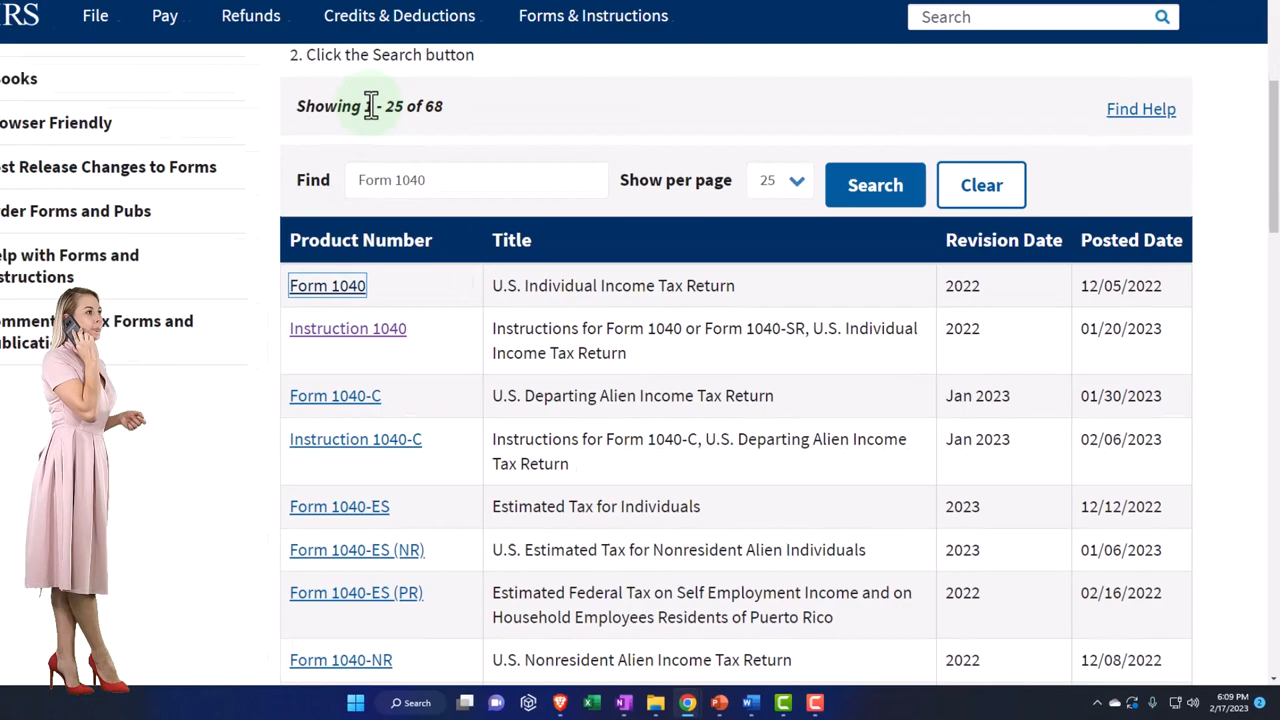 IRS File Pay Refunds Credits & Deductions Forms & Instructions Search
2. Click the Search button
ooks
Showing - 25 of 68 Find Help
owser Friendly
st Release Changes to Forms
Find Form 1040 Show per page 25 Search Clear
der Forms and Pubs
Product Number Title Revision Date Posted Date
elp with Forms and
structions
Form 1040 U.S. Individual Income Tax Return 2022 12/05/2022
x Forms and
Instruction 1040 Instructions for Form 1040 or Form 1040-SR, U.S. Individual 2022 01/20/2023
Income Tax Return
Form 1040-C U.S. Departing Alien Income Tax Return Jan 2023 01/30/2023
Instruction 1040-C Instructions for Form 1040-C, U.S. Departing Alien Income Jan 2023 02/06/2023
Tax Return
Form 1040-ES Estimated Tax for Individuals 2023 12/12/2022
Form 1040-ES (NR) U.S. Estimated Tax for Nonresident Alien Individuals 2023 01/06/2023
Form 1040-ES (PR) Estimated Federal Tax on Self Employment Income and on 2022 02/16/2022
Household Employees Residents of Puerto Rico
Form 1040-NR U.S. Nonresident Alien Income Tax Return 2022 12/08/2022
Search 6:09 PM
2/17/2023